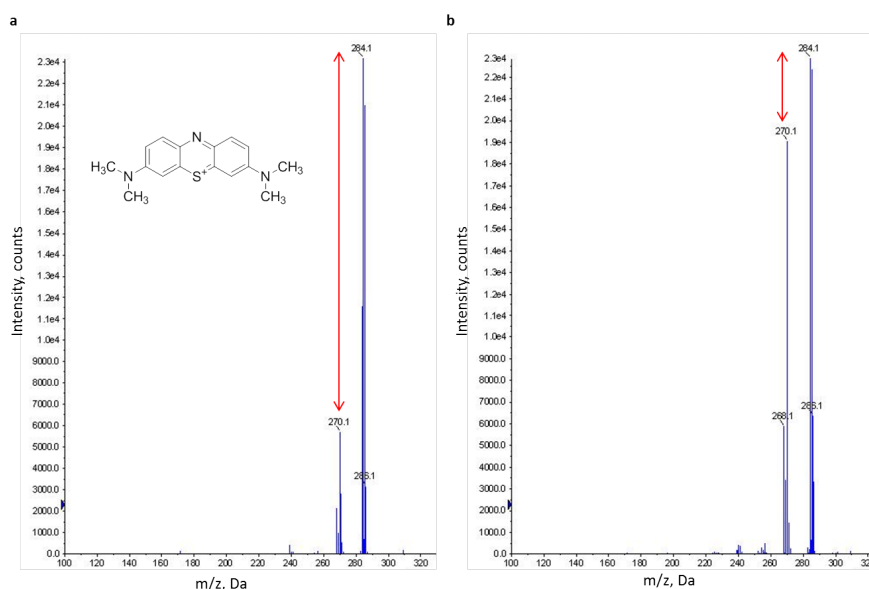 a
284.1
2.3e4
2.2e4
2.1e4
2.0e4
1.9e4
1.8e4
1.7e4
1.6e4
1.5e4
1.4e4
1.3e4
1.2e4
1.1e4
1.0e4
9000.0
8000.0
7000.0
6000.0
5000.0
4000.0
3000.0
2000.0
1000.0
0.0
Intensity, counts
N
H3C
N
CH3
S+
N
CH3
CH3
270.1
286.1
100 120 140 160 180 200 220 240 260 280 300 320
m/z. Da
b
284.1
2.3e4
2.2e4
2.1e4
2.0e4
1.9e4
1.8e4
1.7e4
1.6e4
1.5e4
1.4e4
1.3e4
1.2e4
1.1e4
1.0e4
9000.0
8000.0
7000.0
6000.0
5000.0
4000.0
3000.0
2000.0
1000.0
0.0
Intensity, counts
270.1
268.1
286.1
100 120 140 160 180 200 220 240 260 280 300 320
m/z, Da